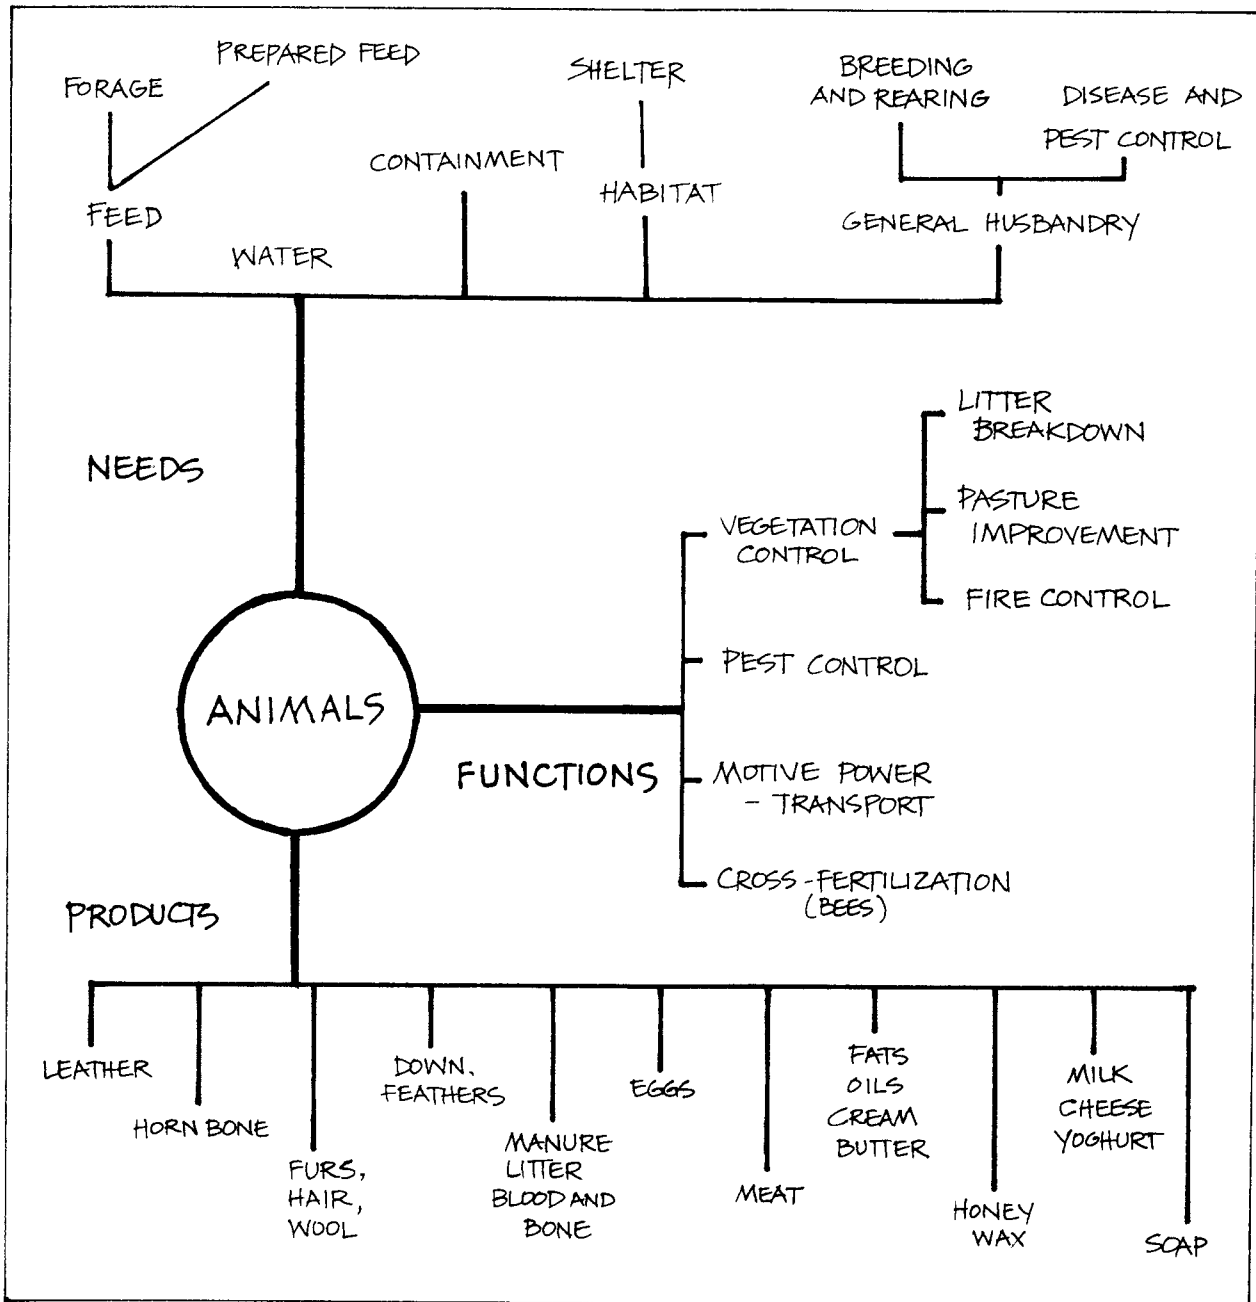 PREPARED FEED
FORAGE
SHELTER
BREEDING
AND REARING
DISEASE AND
PEST CONTROL
CONTAINMENT
HABITAT
FEED
GENERAL HUSBANDRY
WATER
NEEDS
LITTER
BREAKDOWN
PASTURE
IMPROVEMENT
VEGETATION
CONTROL
FIRE CONTROL
PEST CONTROL
ANIMALS
FUNCTIONS
MOTIVE POWER
- TRANSPORT
CROSS-FERTILIZATION
(BEES)
PRODUCTS
LEATHER
HORN BONE
FURS,
HAIR,
WOOL
DOWN.
FEATHERS
MANURE
LITTER
BLOOD AND
BONE
EGGS
MEAT
FATS
OILS
CREAM
BUTTER
HONEY
WAX
MILK
CHEESE
YOGHURT
SOAP